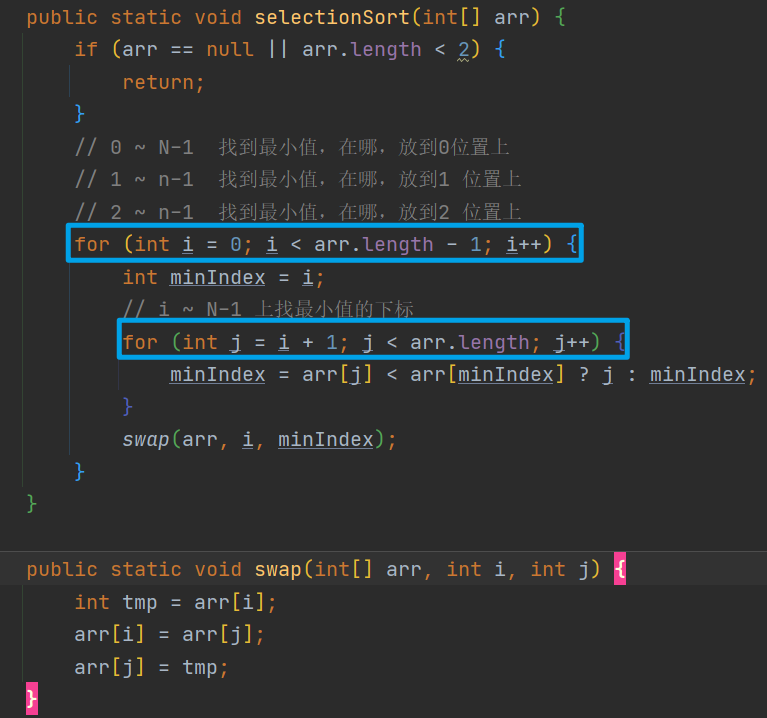 public static void selectionSort(int[] arr) {
if (arr == null || arr.length < 2) {
return;
}
// 0 ~ N-1  找到最小值，在哪，放到0位置上
// 1 ~ n-1  找到最小值，在哪，放到1 位置上
// 2 ~ n-1  找到最小值，在哪，放到2 位置上
for (int i = 0; i < arr.length - 1; i++) {
int minIndex = i;
// i ~ N-1 上找最小值的下标
for (int j = i + 1; j < arr.length; j++) {
minIndex = arr[j] < arr[minIndex] ? j : minIndex;
}
swap(arr, i, minIndex);
}
}
public static void swap(int[] arr, int i, int j) {
int tmp = arr[i];
arr[i] = arr[j];
arr[j] = tmp;
}